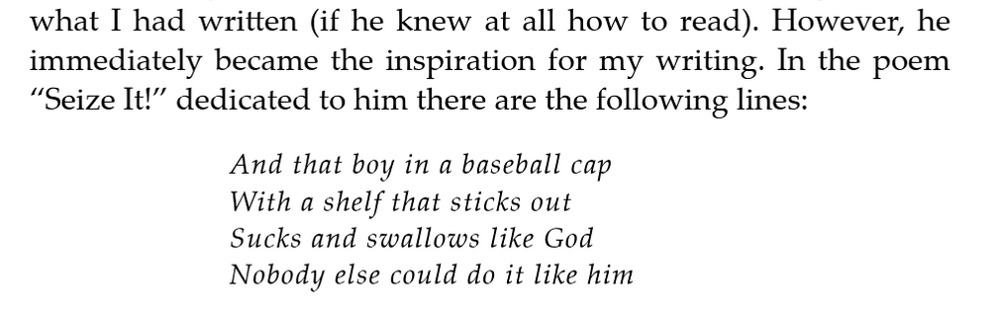 what I had written (if he knew at all how to read). However, he
immediately became the inspiration for my writing. In the poem
“Seize It!” dedicated to him there are the following lines:
And that boy in a baseball cap
With a shelf that sticks out
Sucks and swallows like God
Nobody else could do it like him